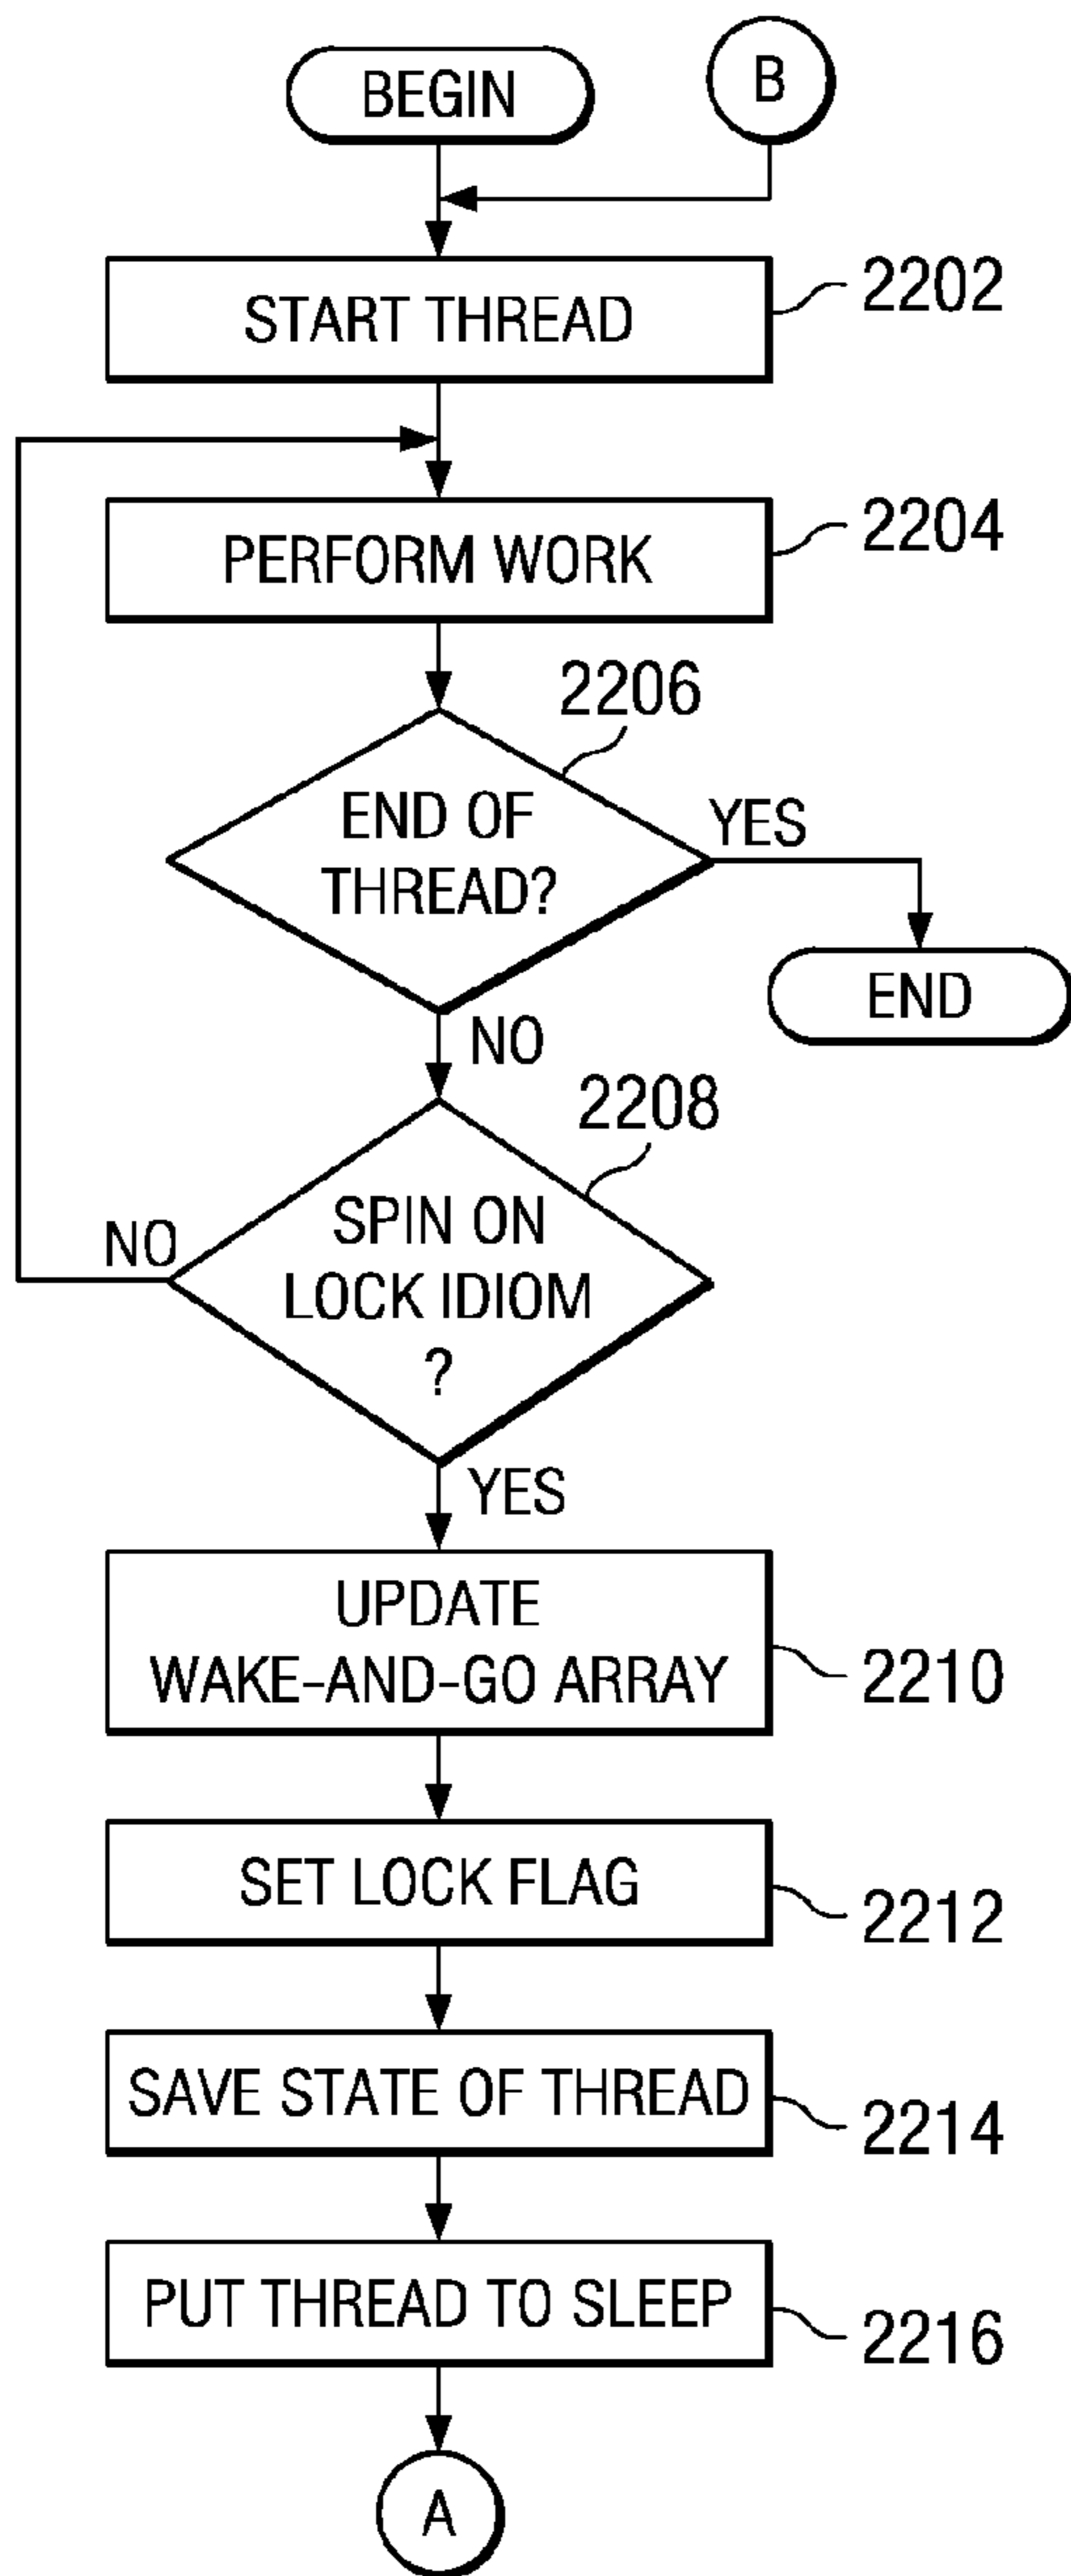 BEGIN
B
START THREAD
2202
PERFORM WORK
2204
2206
END OF
THREAD?
YES
END
NO
2208
SPIN ON
LOCK IDIOM
?
NO
YES
UPDATE
WAKE-AND-GO ARRAY
2210
SET LOCK FLAG
2212
SAVE STATE OF THREAD
2214
PUT THREAD TO SLEEP
2216
A